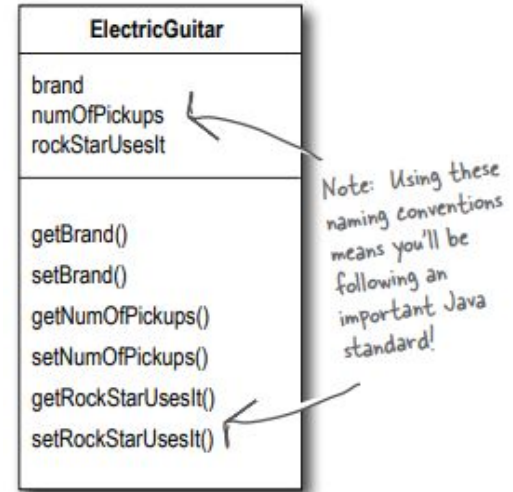 ElectricGuitar
brand
numOfPickups
rockStarUsesIt
getBrand()
setBrand()
getNumOfPickups()
setNumOfPickups()
getRockStarUsesIt()
setRockStarUsesIt()
Note: Using these
naming conventions
means you'll be
following an
important Java
standard!